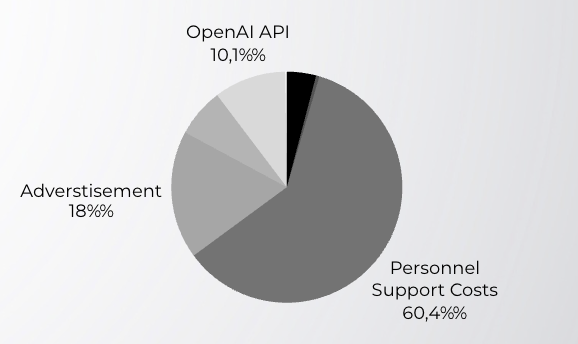 OpenAI API
10,1%%
Adverstisement
18%%
Personnel
Support Costs
60,4%%